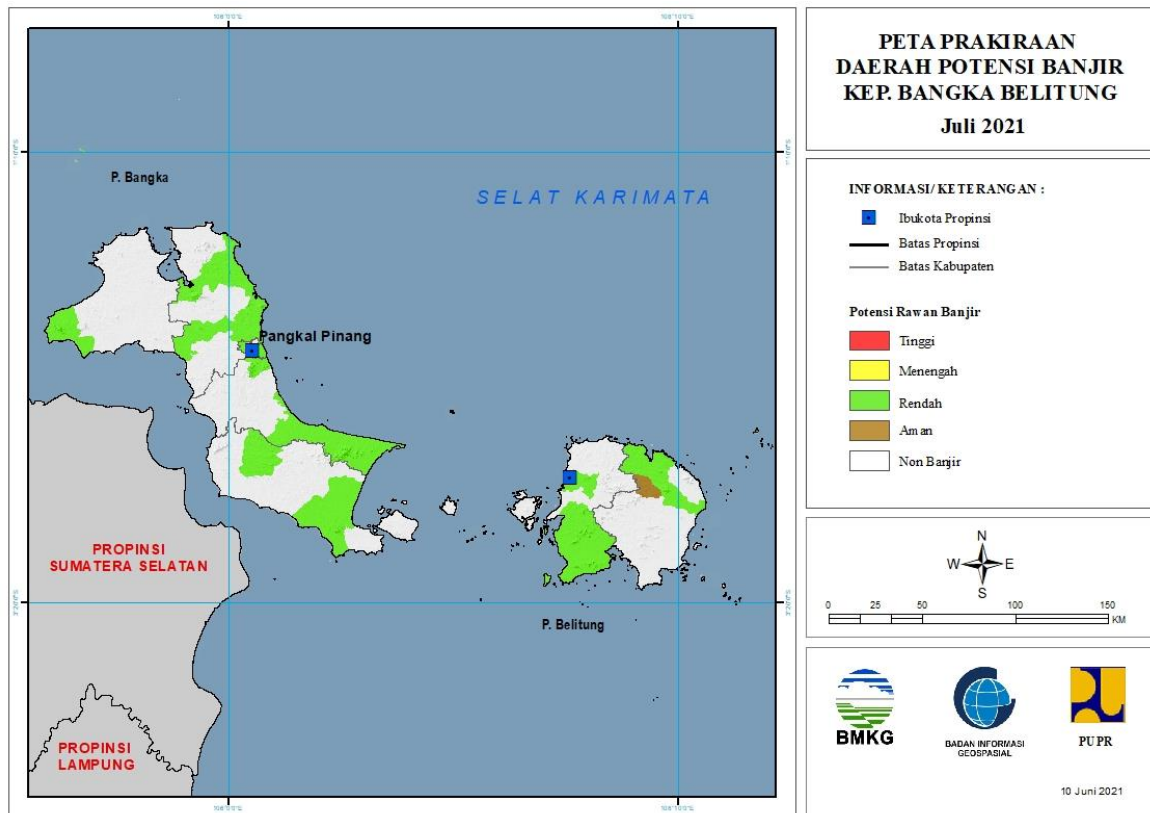 PETA PRAKIRAAN
DAERAH POTENSI BANJIR
KEP. BANGKA BELITUNG
Juli 2021
P. Bangka
SELAT KARIMATA
Pangkal Pinang
PROPINSI
SUMATERA SELATAN
P. Belitung
PROPINSI
LAMPUNG
INFORMASI/ KETERANGAN :
Ibukota Propinsi
Batas Propinsi
Batas Kabupaten
Potensi Rawan Banjir
Tinggi
Menengah
Rendah
Aman
Non Banjir
N
W E
S
0 25 50 100 150
KM
BMKG
BADAN INFORMASI
GEOSPASIAL
PUPR
10 Juni 2021